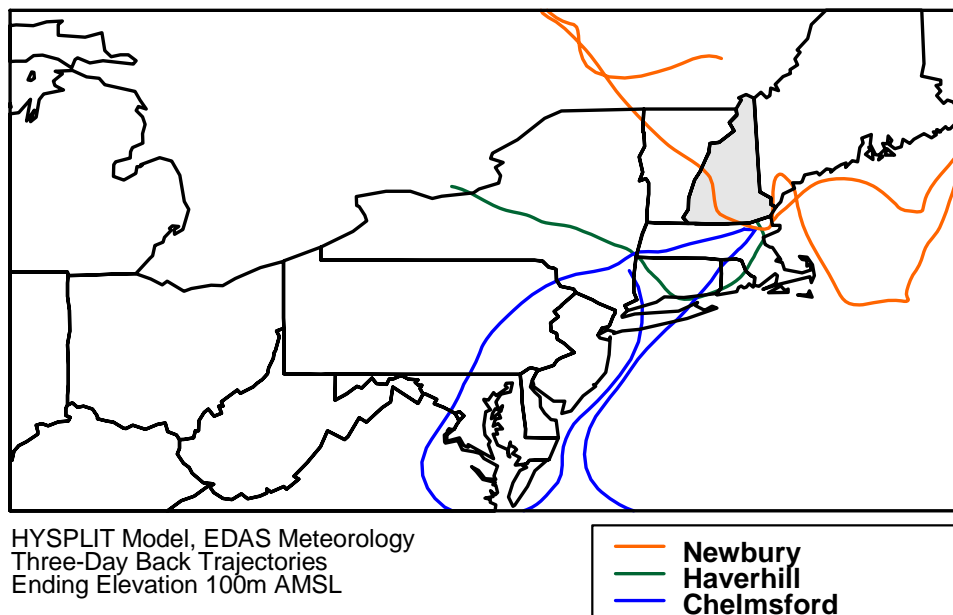 HYSPLIT Model, EDAS Meteorology
Three-Day Back Trajectories
Ending Elevation 100m AMSL
Newbury
Haverhill
Chelmsford